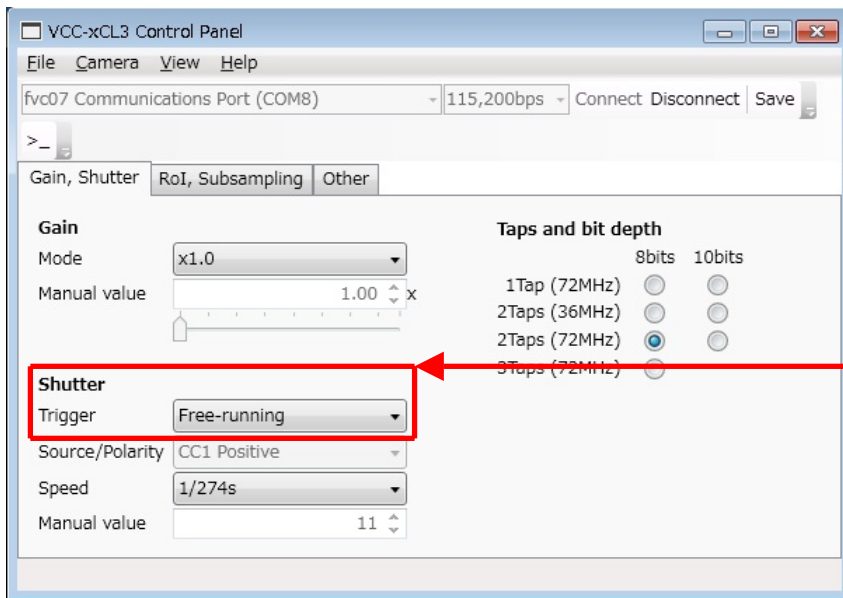 VCC-xCL3 Control Panel
File Camera View Help
fvc07 Communications Port (COM8) 115,200bps Connect Disconnect Save
>_
Gain, Shutter RoI, Subsampling Other
Gain
Mode x1.0
Manual value 1.00 x
Taps and bit depth
8bits 10bits
1Tap (72MHz)
2Taps (36MHz)
2Taps (72MHz)
3Taps (72MHz)
Shutter
Trigger Free-running
Source/Polarity CC1 Positive
Speed 1/274s
Manual value 11